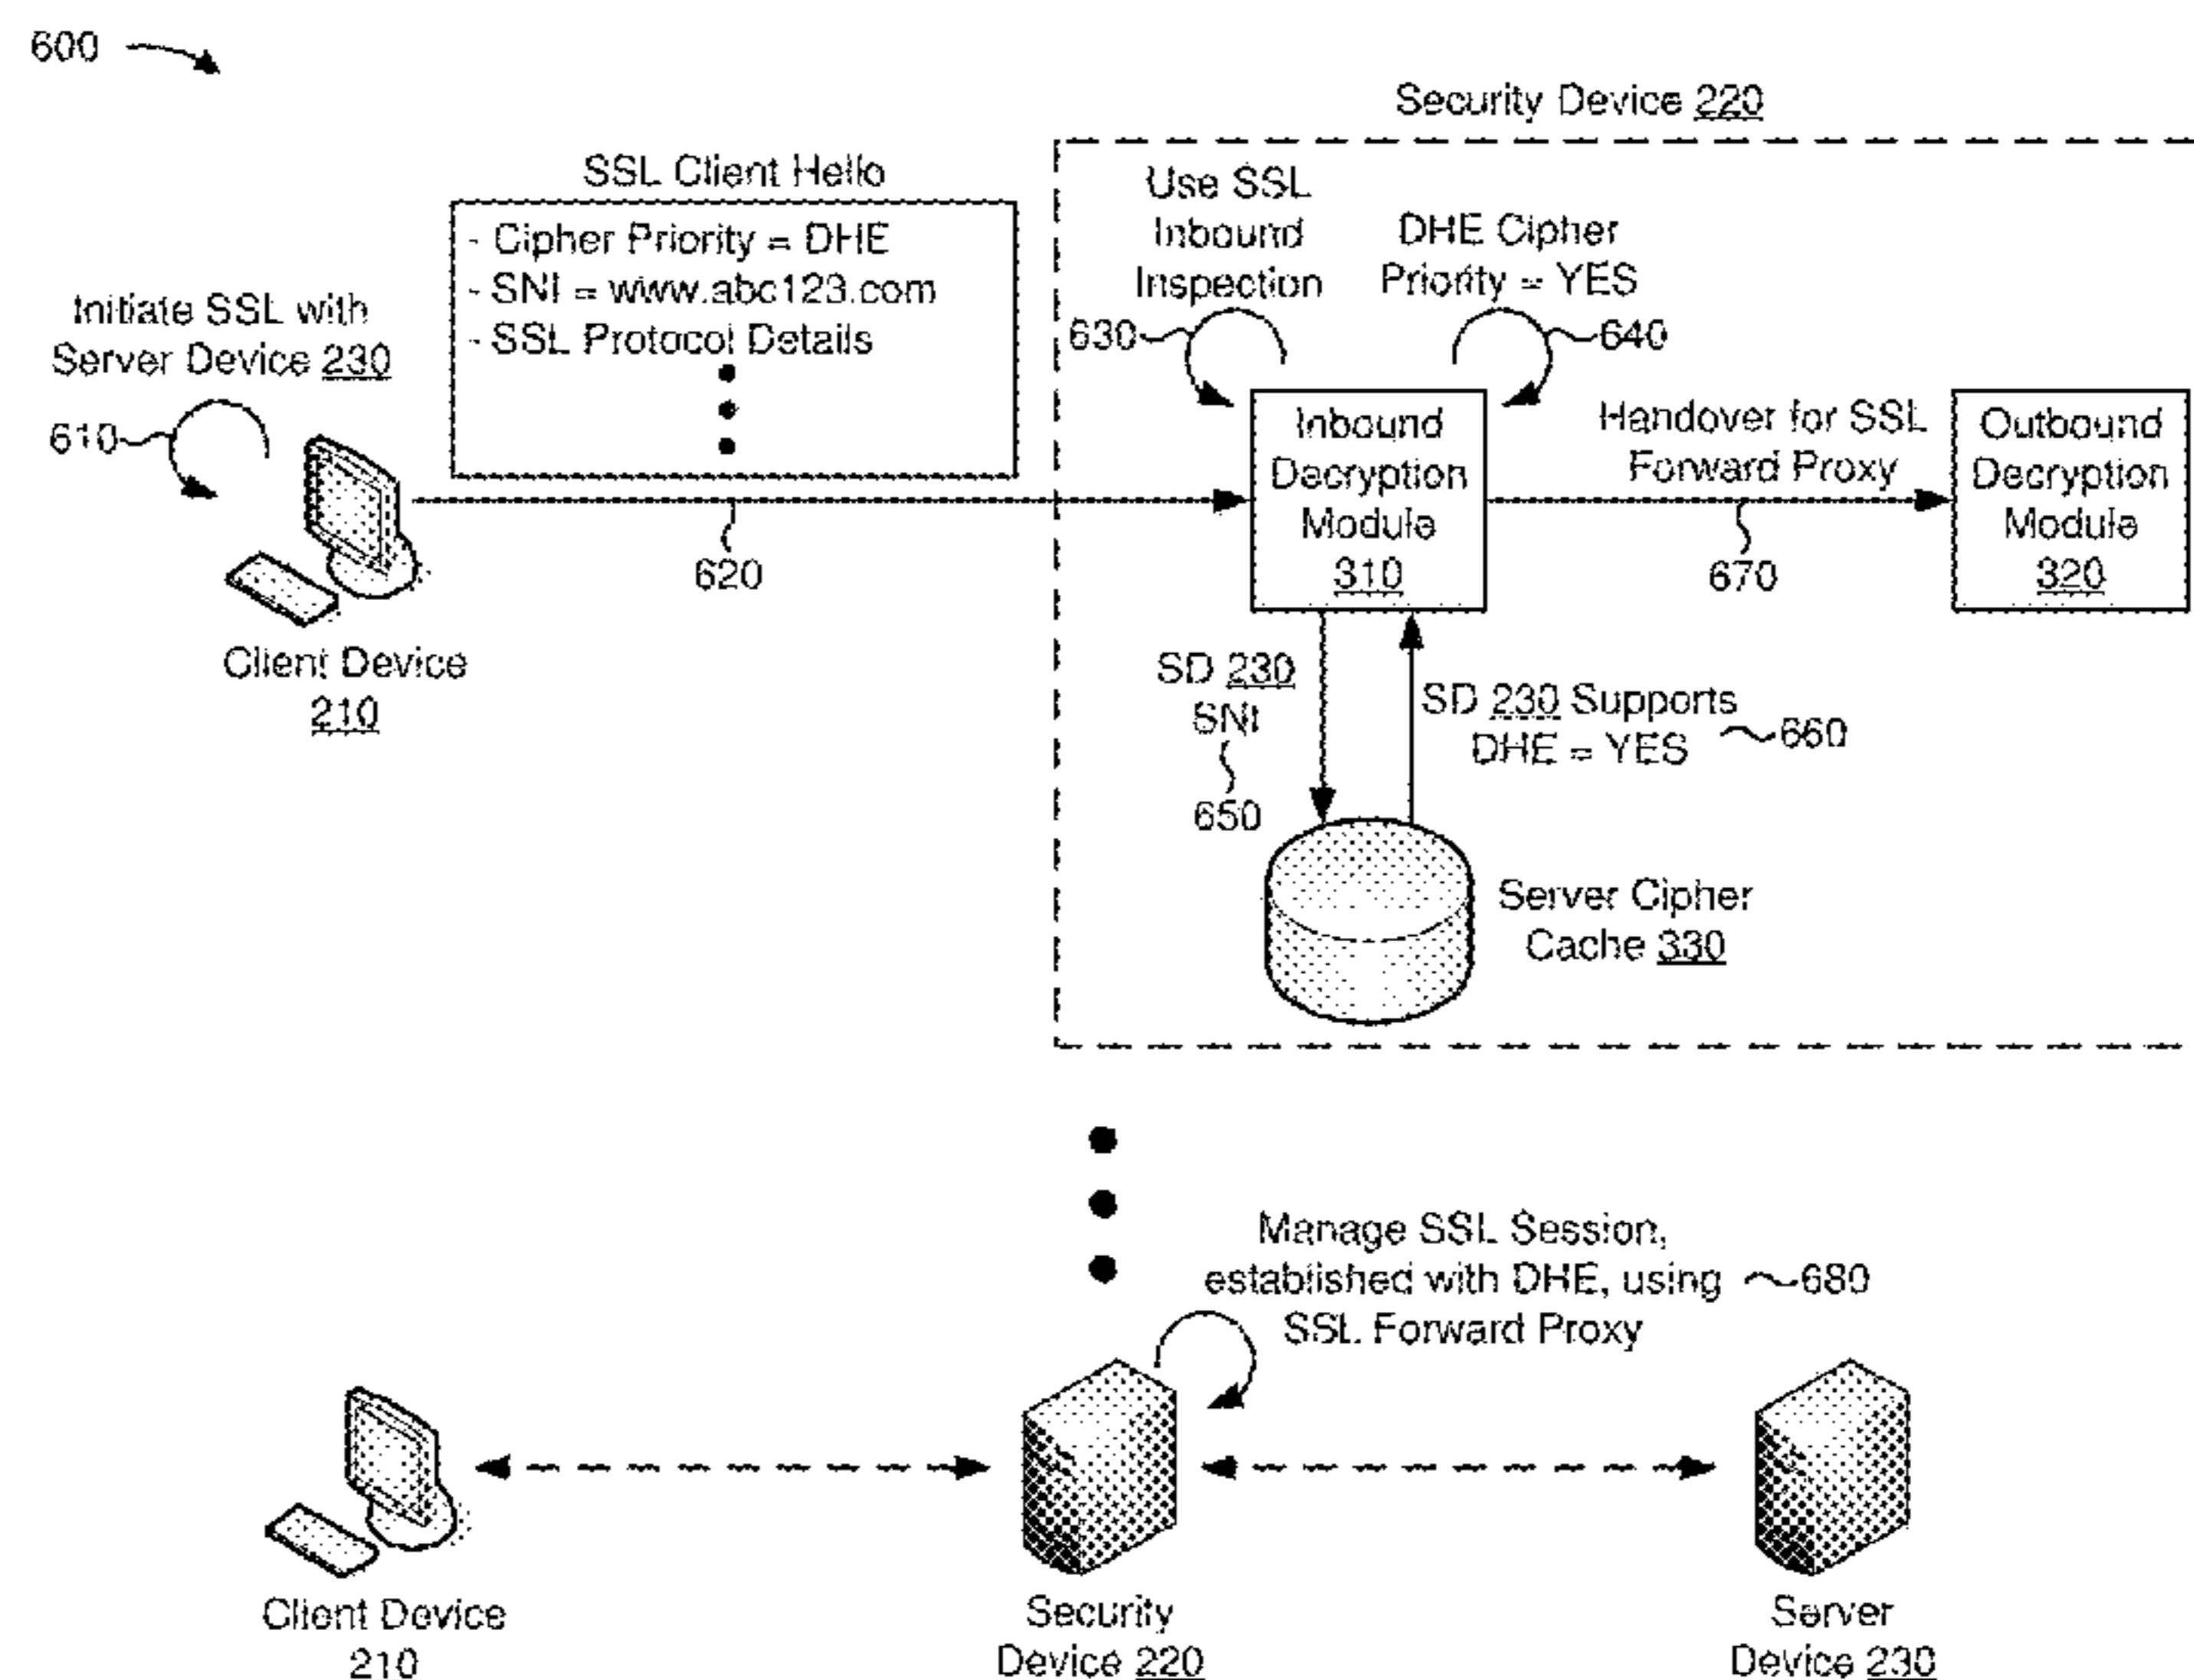 600
Security Device 220
SSL Client Hello
- Cipher Priority = DHE
- SNI = www.abc123.com
- SSL Protocol Details
Initiate SSL with
Server Device 230
610
Client Device
210
620
Use SSL
Inbound
Inspection
630
DHE Cipher
Priority = YES
640
Inbound
Decryption
Module
310
Handover for SSL
Forward Proxy
670
Outbound
Decryption
Module
320
SD 230
SNI
650
SD 230 Supports
DHE = YES
660
Server Cipher
Cache 330
Manage SSL Session,
established with DHE, using
SSL Forward Proxy
680
Client Device
210
Security
Device 220
Server
Device 230